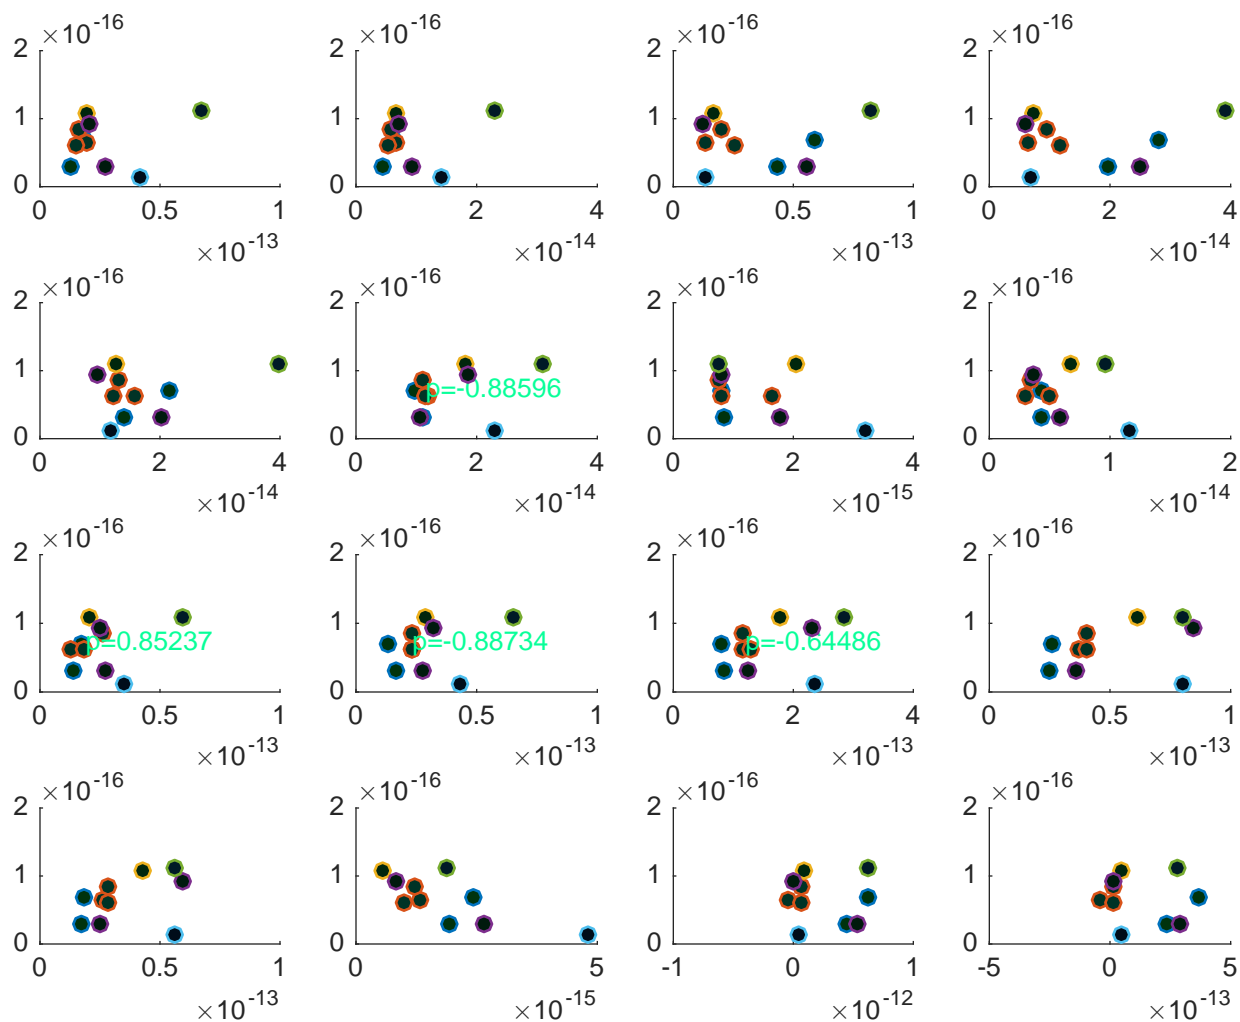 ×10-16 ×10-16 ×10-16 ×10-16
2 2 2 2
1 1 1 1
0 0 0 0
0 0.5 1 0 2 4 0 0.5 1 0 2 4
×10-13 ×10-14 ×10-13 ×10-14
×10-16 ×10-16 ×10-16 ×10-16
2 2 2 2
1 1 1 1
p=-0.88596
0 0 0 0
0 2 4 0 2 4 0 2 4 0 1 2
×10-14 ×10-14 ×10-15 ×10-14
×10-16 ×10-16 ×10-16 ×10-16
2 2 2 2
1 1 1 1
p=0.85237 p=-0.88734 p=-0.64486
0 0 0 0
0 0.5 1 0 0.5 1 0 2 4 0 0.5 1
×10-13 ×10-13 ×10-13 ×10-13
×10-16 ×10-16 ×10-16 ×10-16
2 2 2 2
1 1 1 1
0 0 0 0
0 0.5 1 0 5 -1 0 1 -5 0 5
×10-13 ×10-15 ×10-12 ×10-13